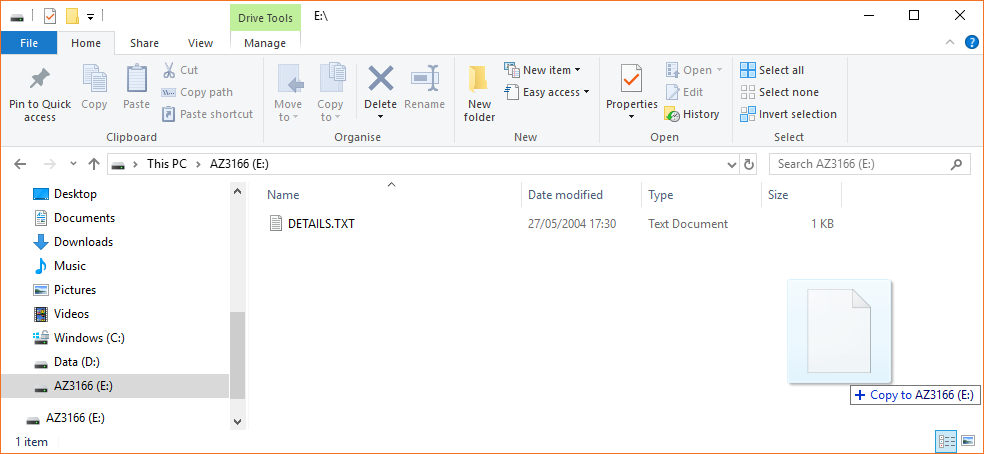 Drive Tools E:\
File Home Share View Manage
Pin to Quick access
Copy
Paste
Cut
Copy path
Paste shortcut
Clipboard
Move to
Copy to
Delete
Rename
Organise
New folder
New item
Easy access
New
Properties
Open
Edit
History
Open
Select all
Select none
Invert selection
Select
This PC > AZ3166 (E:)
Search AZ3166 (E:)
Desktop
Documents
Downloads
Music
Pictures
Videos
Windows (C:)
Data (D:)
AZ3166 (E:)
AZ3166 (E:)
Name Date modified Type Size
DETAILS.TXT 27/05/2004 17:30 Text Document 1 KB
+ Copy to AZ3166 (E:)
1 item